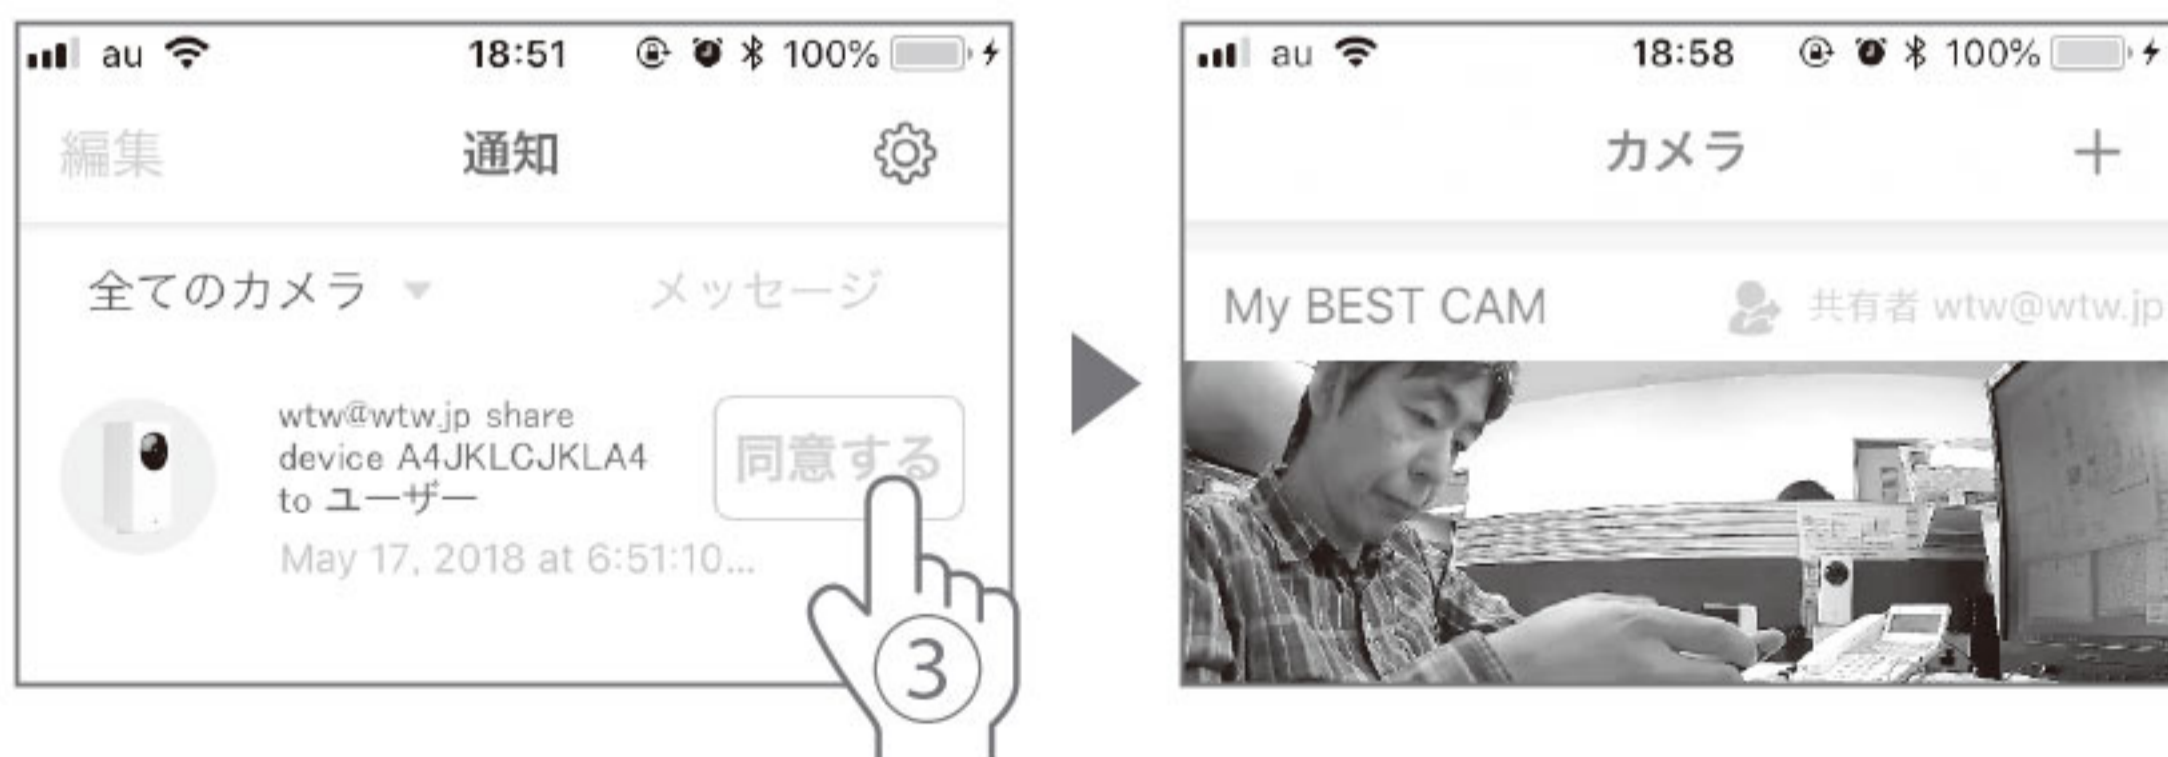 au 18:51 100%
編集 通知
全てのカメラ メッセージ
wtw@wtw.jp share
device A4JKLCJKLA4
to ユーザー
同意する
May 17, 2018 at 6:51:10...
3
au 18:58 100%
カメラ +
My BEST CAM 共有者 wtw@wtw.jp